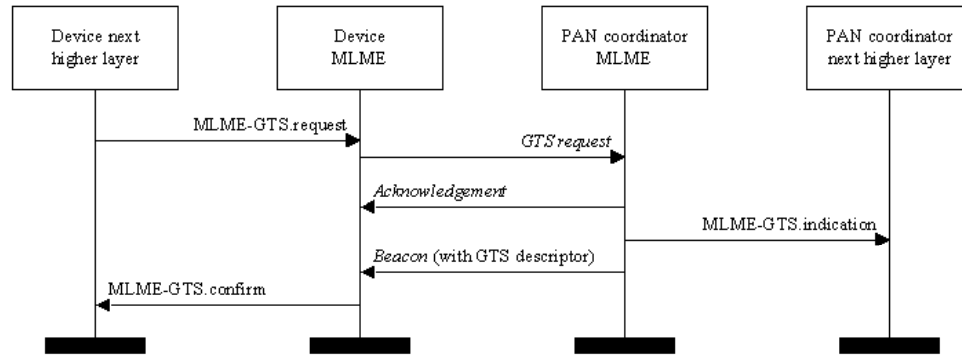 Device next
higher layer
Device
MLME
PAN coordinator
MLME
PAN coordinator
next higher layer
MLME-GTS.request
GTS request
Acknowledgement
MLME-GTS.indication
Beacon (with GTS descriptor)
MLME-GTS.confirm